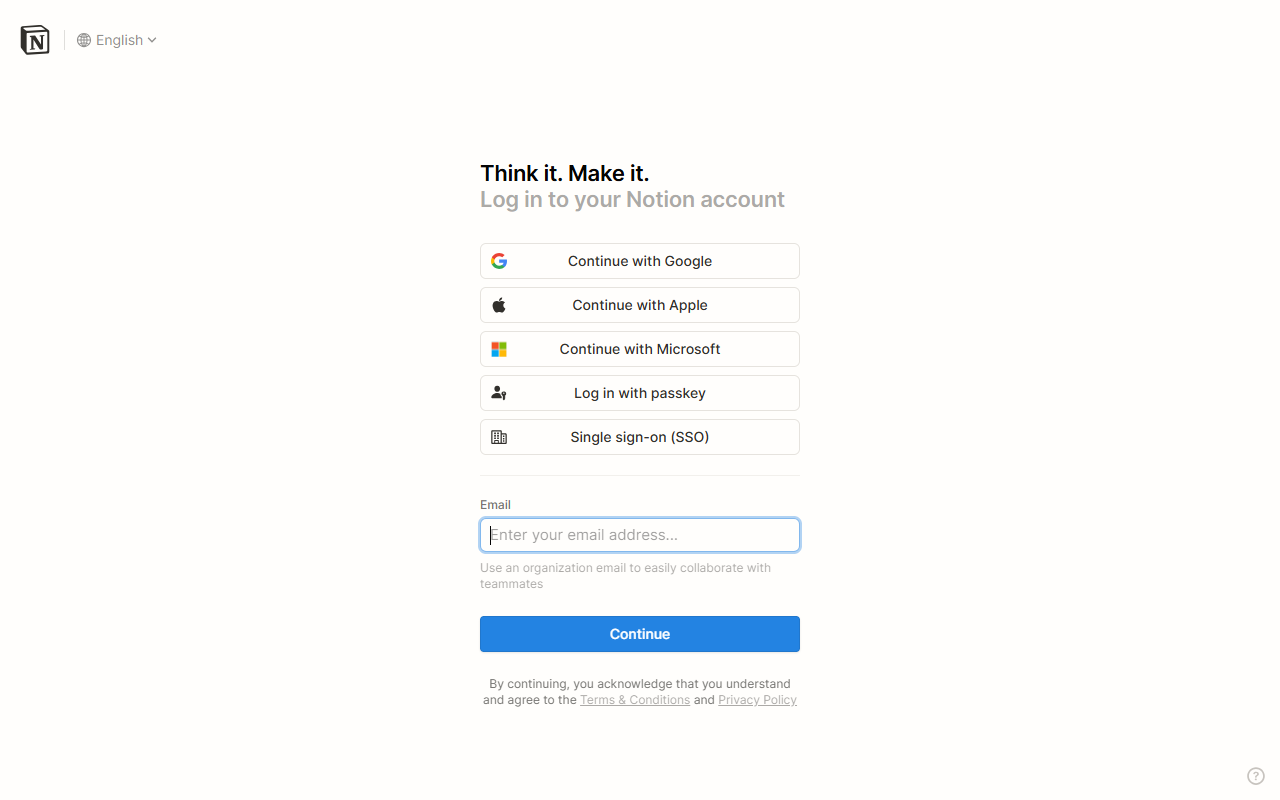 N
English
Think it. Make it.
Log in to your Notion account
Continue with Google
Continue with Apple
Continue with Microsoft
Log in with passkey
Single sign-on (SSO)
Email
Enter your email address...
Use an organization email to easily collaborate with
teammates
Continue
By continuing, you acknowledge that you understand
and agree to the Terms & Conditions and Privacy Policy
?